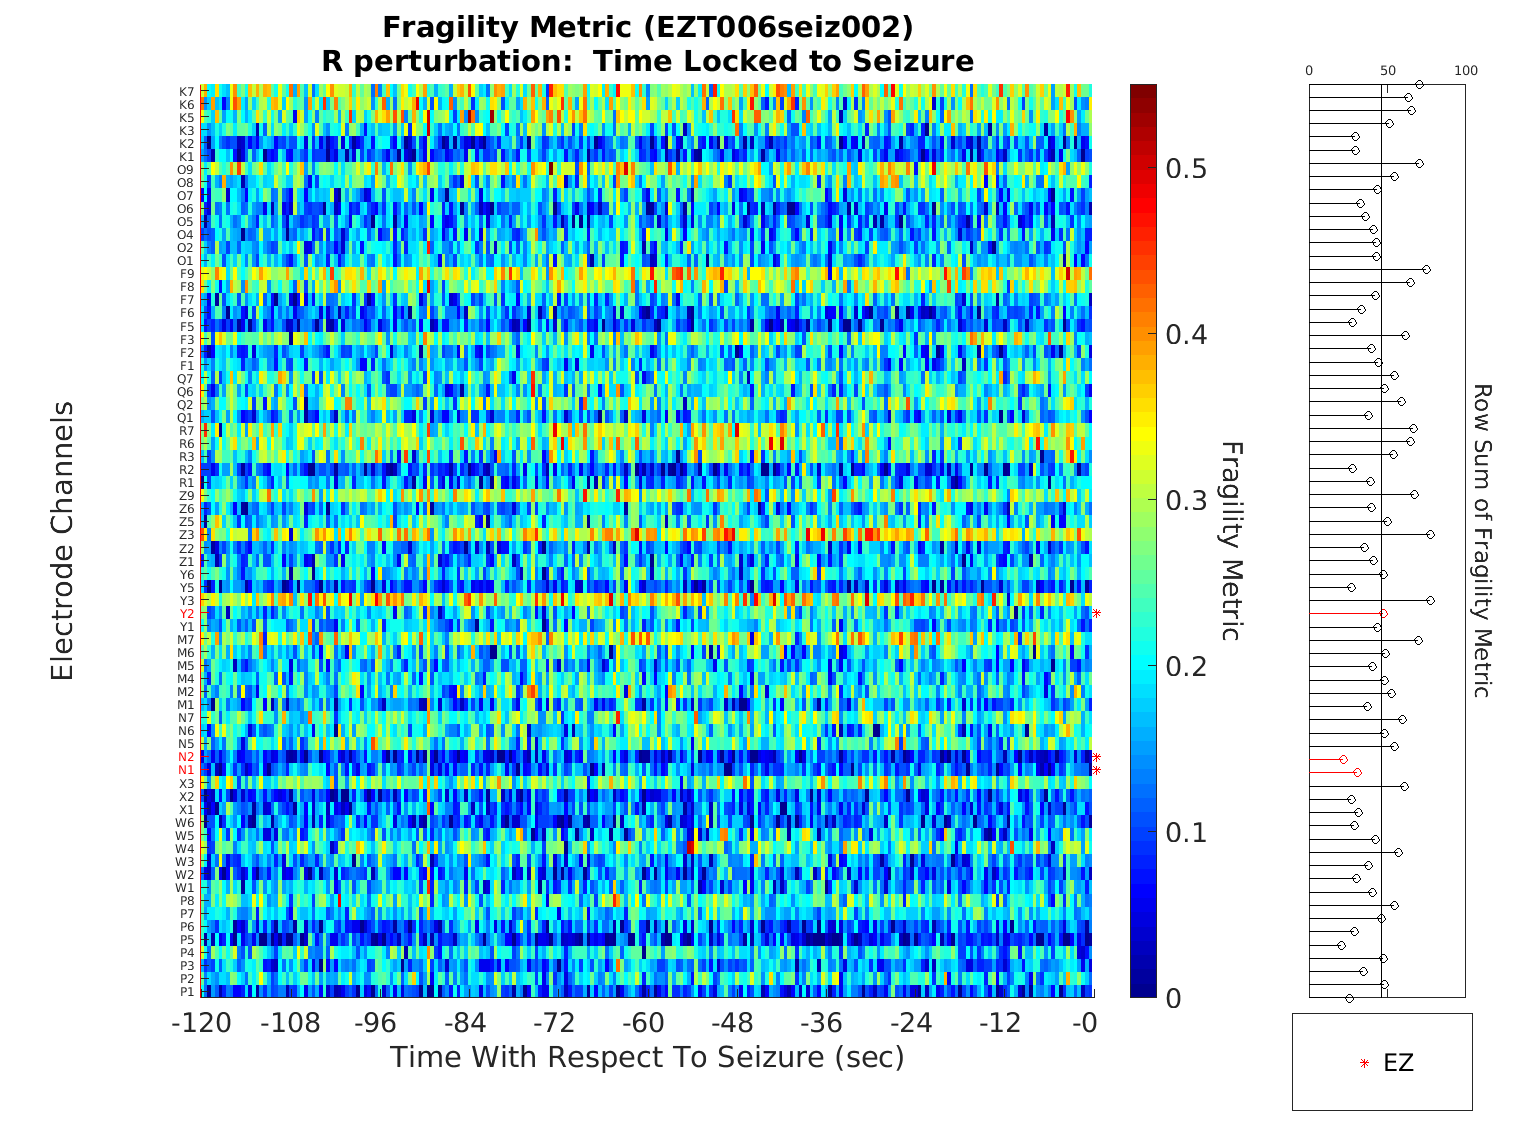 Fragility Metric (EZT006seiz002)
R perturbation:  Time Locked to Seizure
Electrode Channels
K7
K6
K5
K3
K2
K1
O9
O8
O7
O6
O5
O4
O2
O1
F9
F8
F7
F6
F5
F3
F2
F1
Q7
Q6
Q2
Q1
R7
R6
R3
R2
R1
Z9
Z6
Z5
Z3
Z2
Z1
Y6
Y5
Y3
Y2
Y1
M7
M6
M5
M4
M2
M1
N7
N6
N5
N2
N1
X3
X2
X1
W6
W5
W4
W3
W2
W1
P8
P7
P6
P5
P4
P3
P2
P1
-120 -108 -96 -84 -72 -60 -48 -36 -24 -12 -0
Time With Respect To Seizure (sec)
0.5
0.4
0.3
0.2
0.1
0
Fragility Metric
0 50 100
Row Sum of Fragility Metric
EZ